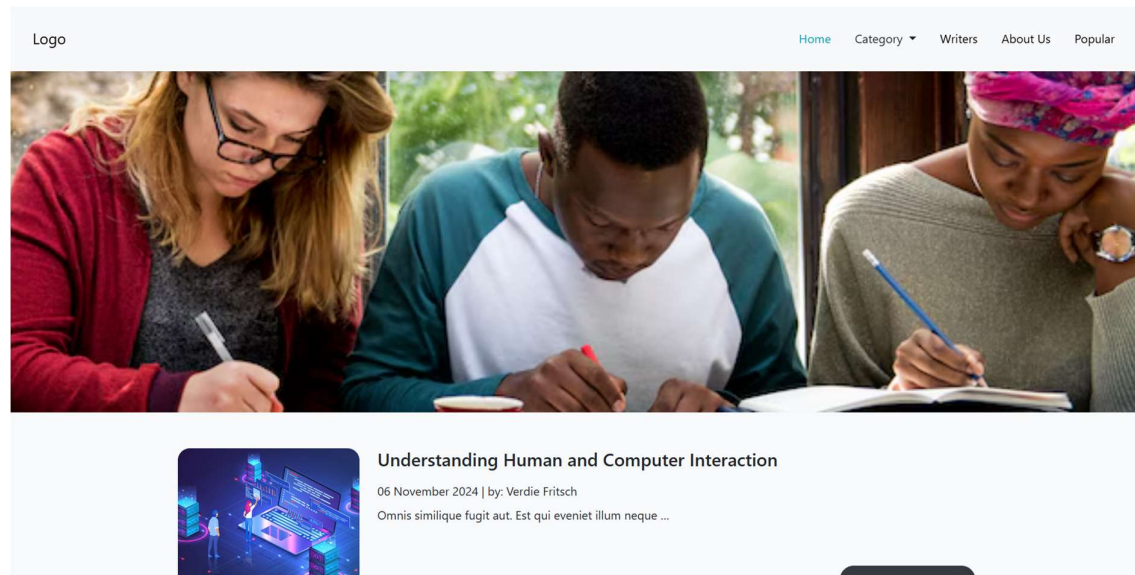 Logo
Home Category Writers About Us Popular
Understanding Human and Computer Interaction
06 November 2024 | by: Verdie Fritsch
Omnis similique fugit aut. Est qui eveniet illum neque ...